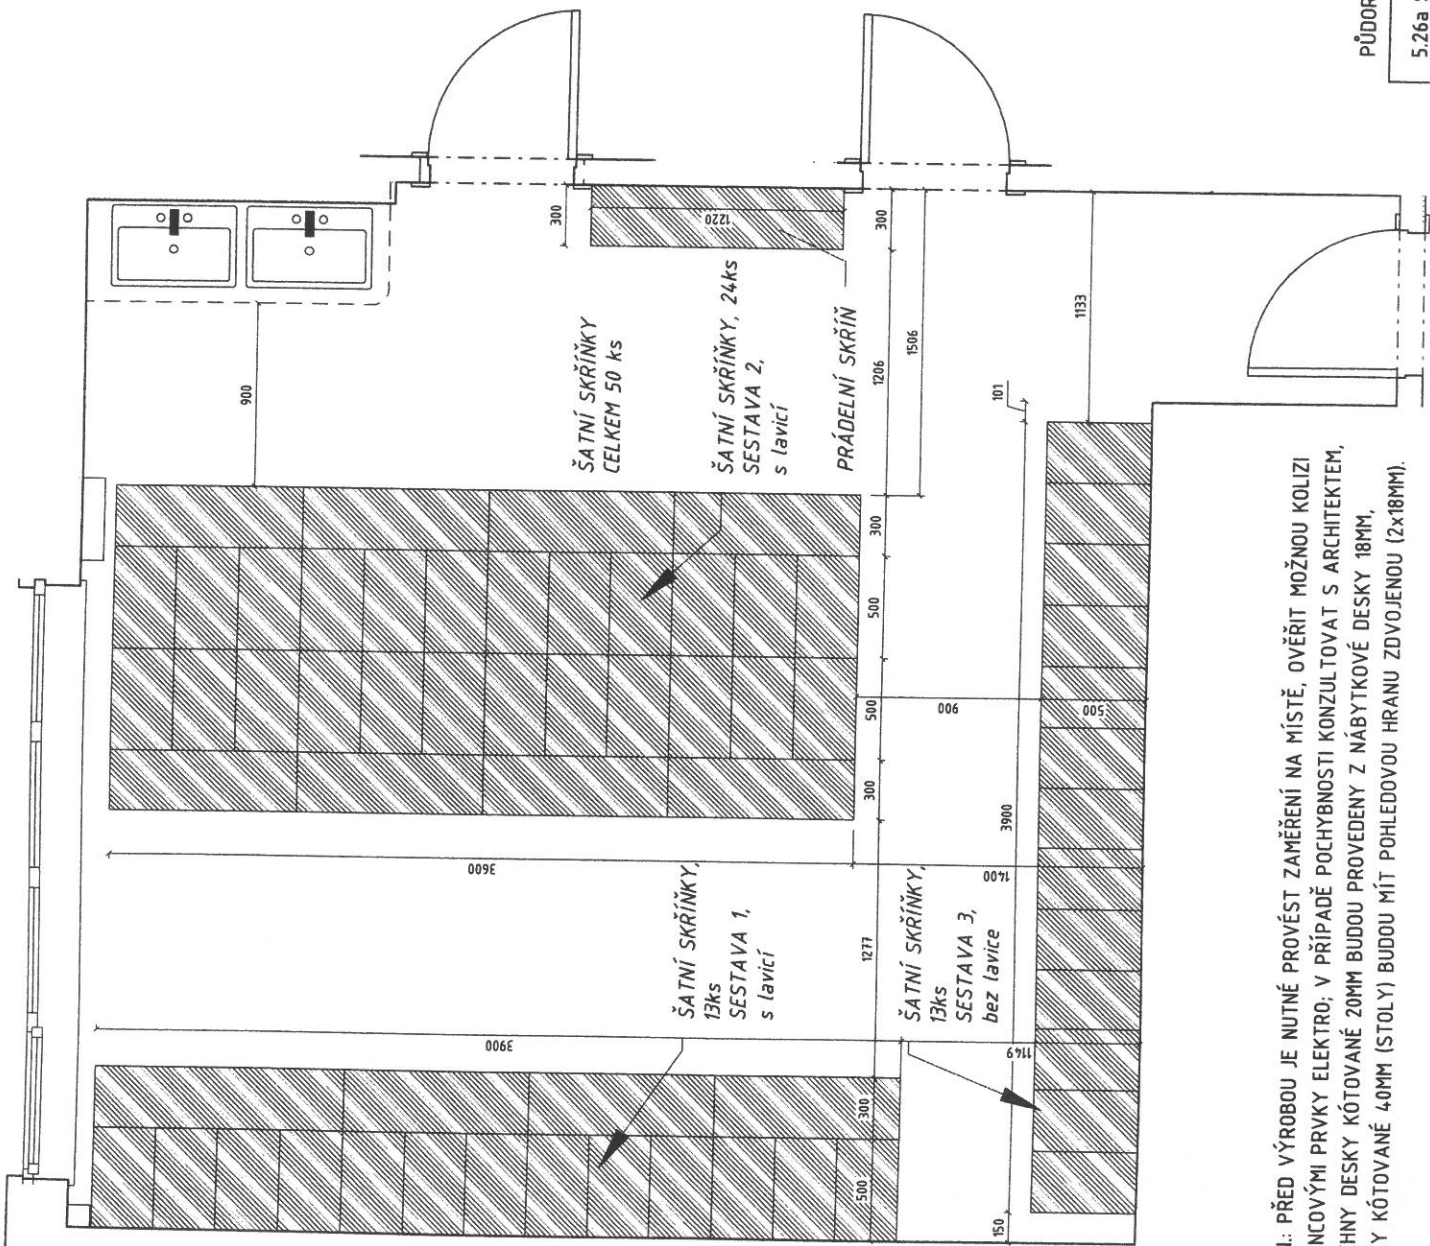 PŮDOR
5.26a
300
1220
300
900
1506
1206
1133
101
ŠATNÍ SKŘÍŇKY
CELKEM 50 ks
ŠATNÍ SKŘÍŇKY, 24ks
SESTAVA 2,
s lavicí
PRÁDELNÍ SKŘÍŇ
300
500
500
300
900
500
3600
3900
1400
1277
ŠATNÍ SKŘÍŇKY,
13ks
SESTAVA 1,
s lavicí
ŠATNÍ SKŘÍŇKY,
13ks
SESTAVA 3,
bez lavice
3900
1149
300
500
150
PŘED VÝROBOU JE NUTNÉ PROVÉST ZAMĚŘENÍ NA MÍSTĚ, OVĚŘIT MOŽNOU KOLIZI
NCOVÝMI PRVKY ELEKTRO; V PŘÍPADĚ POCHYBNOSTI KONZULTOVAT S ARCHITEKTEM,
HNY DESKY KÓTOVANÉ 20MM BUDOU PROVEDENY Z NÁBYTKOVÉ DESKY 18MM,
Y KÓTOVANÉ 40MM (STOLY) BUDOU MÍT POHLEDOVOU HRANU ZDVOJENOU (2x18MM).